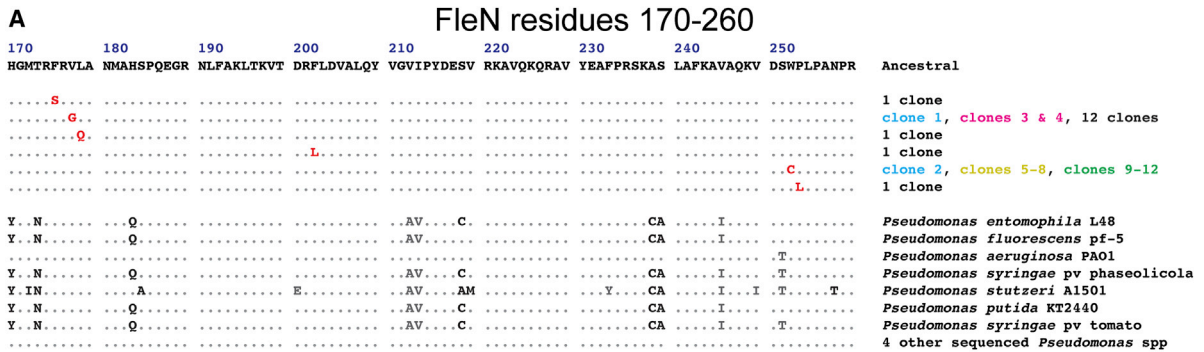 A
FleN residues 170-260
170 180 190 200 210 220 230 240 250
HGMTRFRVLA NMAHSPQEGR NLFAKLTKVT DRFLDVALQY VGVIPYDESV RKAVQKQRAV YEAFPRSKAS LAFKAVAQKV DSWPLPANPR Ancestral
.....S.... .......... .......... .......... .......... .......... .......... .......... .......... 1 clone
.......G.. .......... .......... .......... .......... .......... .......... .......... .......... clone 1, clones 3 & 4, 12 clones
........Q. .......... .......... .......... .......... .......... .......... .......... .......... 1 clone
.......... .......... .......... .L........ .......... .......... .......... .......... .......... 1 clone
.......... .......... .......... .......... .......... .......... .......... .......... ..C....... clone 2, clones 5-8, clones 9-12
.......... .......... .......... .......... .......... .......... .......... .......... ...L...... 1 clone
Y..N...... ...Q...... .......... .......... ..AV....C. .......... ........CA .....I.... .......... Pseudomonas entomophila L48
Y..N...... ...Q...... .......... .......... ..AV...... .......... ........CA .....I.... .......... Pseudomonas fluorescens pf-5
.......... .......... .......... .......... .......... .......... .......... .......... .T........ Pseudomonas aeruginosa PAO1
Y..N...... ...Q...... .......... .......... ..AV....C. .......... ........CA .....I.... .T........ Pseudomonas syringae pv phaseolicola
Y.IN...... ....A..... .......... E......... ..AV....AM .......... ...Y....CA .....I...I .T.....T.. Pseudomonas stutzeri A1501
Y..N...... ...Q...... .......... .......... ..AV....C. .......... ........CA .....I.... .......... Pseudomonas putida KT2440
Y..N...... ...Q...... .......... .......... ..AV....C. .......... ........CA .....I.... .T........ Pseudomonas syringae pv tomato
.......... .......... .......... .......... .......... .......... .......... .......... .......... 4 other sequenced Pseudomonas spp